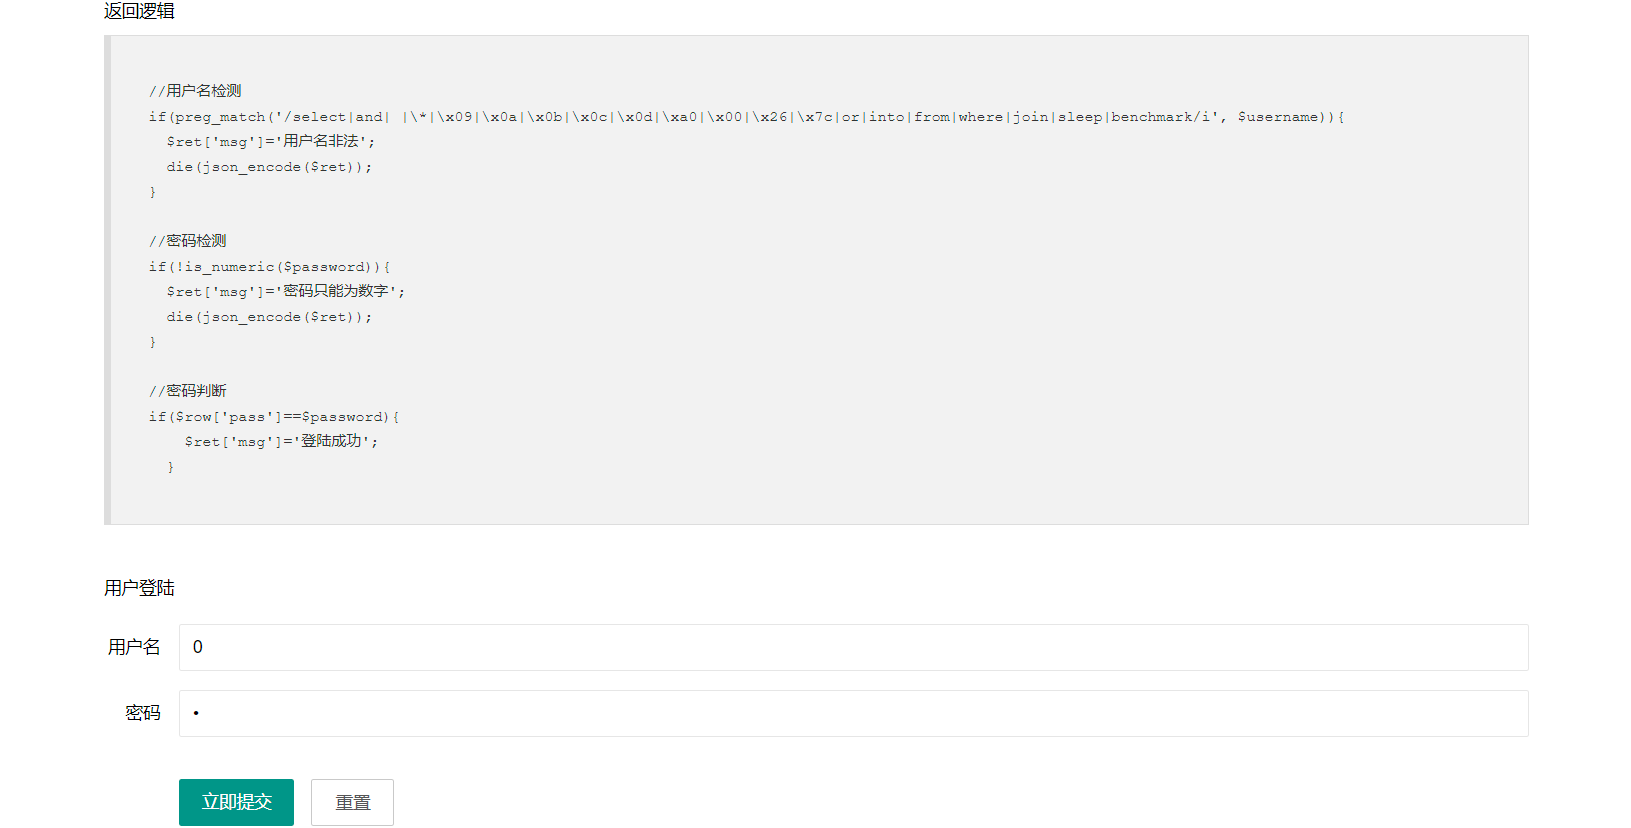 返回逻辑
//用户名检测
if(preg_match('/select|and| |\*|\x09|\x0a|\x0b|\x0c|\x0d|\xa0|\x00|\x26|\x7c|or|into|from|where|join|sleep|benchmark/i', $username)){
  $ret['msg']='用户名非法';
  die(json_encode($ret));
}
//密码检测
if(!is_numeric($password)){
  $ret['msg']='密码只能为数字';
  die(json_encode($ret));
}
//密码判断
if($row['pass']==$password){
    $ret['msg']='登陆成功';
  }
用户登陆
用户名 0
密码 •
立即提交 重置